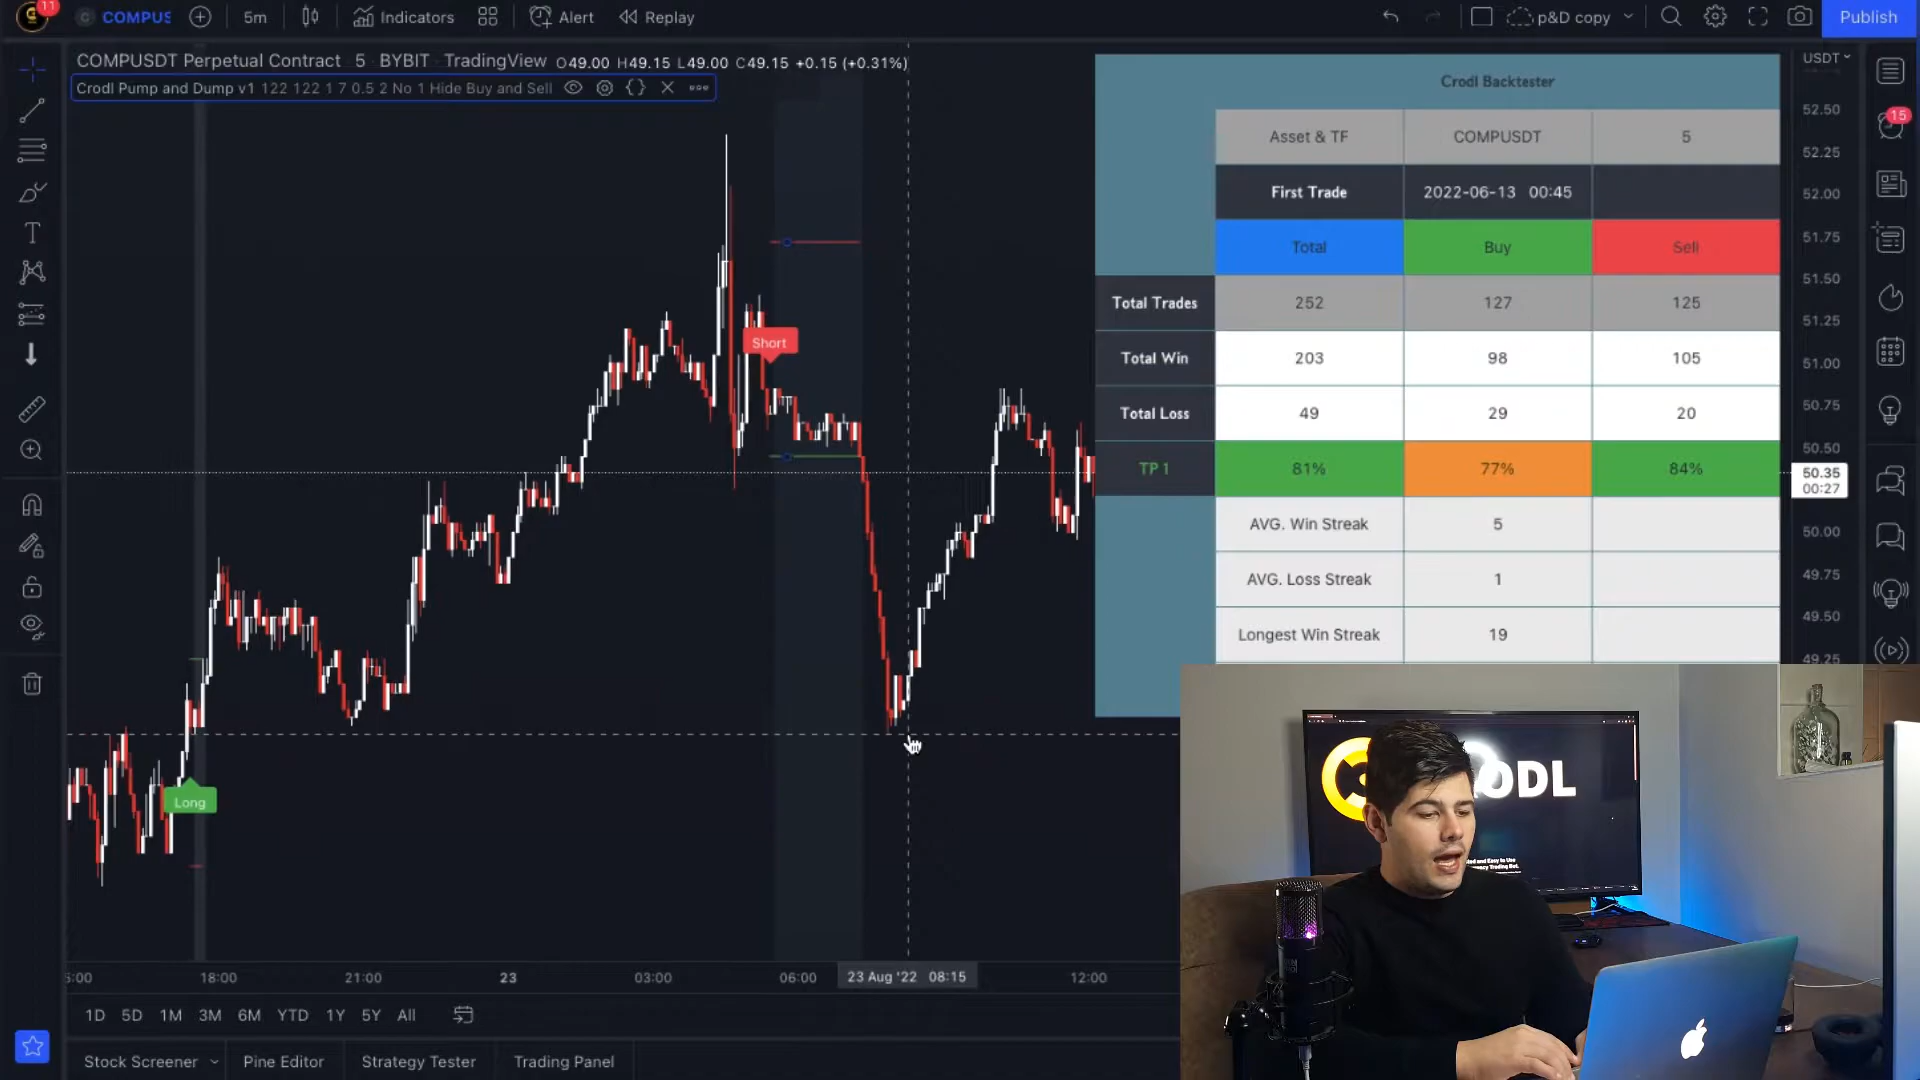 11
COMPUS
5m
Indicators
Alert
Replay
p&D copy
Publish
COMPUSDT Perpetual Contract 5 BYBIT TradingView O49.00 H49.15 L49.00 C49.15 +0.15 (+0.31%)
Crodl Pump and Dump v1 122 122 1 7 0.5 2 No 1 Hide Buy and Sell
USDT
15
52.50
52.25
52.00
51.75
51.50
51.25
51.00
50.75
50.50
50.35
00:27
50.00
49.75
49.50
49.25
Crodl Backtester
Asset & TF COMPUSDT 5
First Trade 2022-06-13 00:45
Total Buy Sell
Total Trades 252 127 125
Total Win 203 98 105
Total Loss 49 29 20
TP 1 81% 77% 84%
AVG. Win Streak 5
AVG. Loss Streak 1
Longest Win Streak 19
Short
Long
18:00 21:00 23 03:00 06:00 23 Aug '22 08:15 12:00
1D 5D 1M 3M 6M YTD 1Y 5Y All
Stock Screener Pine Editor Strategy Tester Trading Panel